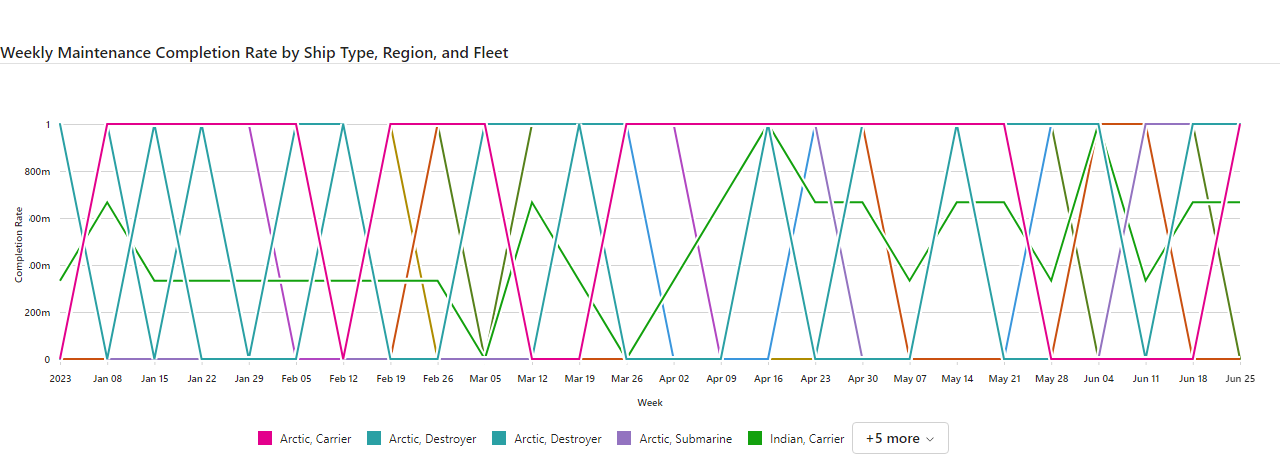 Weekly Maintenance Completion Rate by Ship Type, Region, and Fleet
Completion Rate
1
800m
600m
400m
200m
0
2023 Jan 08 Jan 15 Jan 22 Jan 29 Feb 05 Feb 12 Feb 19 Feb 26 Mar 05 Mar 12 Mar 19 Mar 26 Apr 02 Apr 09 Apr 16 Apr 23 Apr 30 May 07 May 14 May 21 May 28 Jun 04 Jun 11 Jun 18 Jun 25
Week
Arctic, Carrier Arctic, Destroyer Arctic, Destroyer Arctic, Submarine Indian, Carrier +5 more